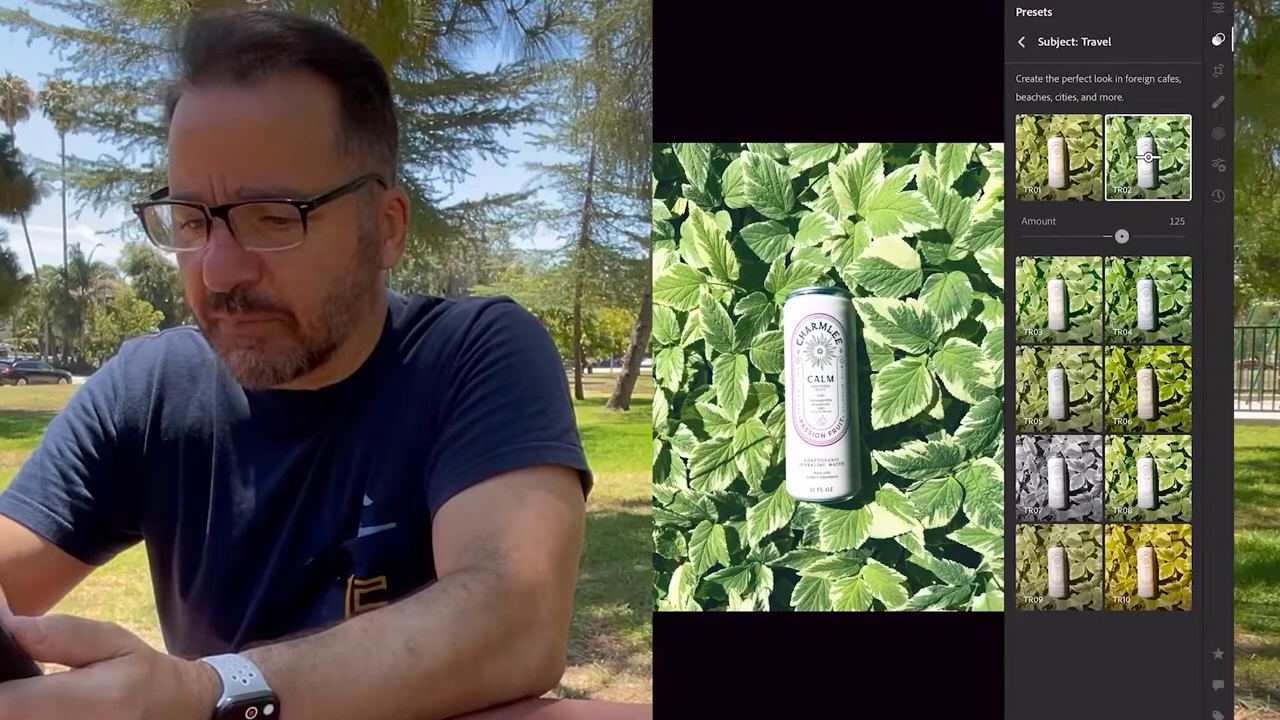 Presets
Subject: Travel
Create the perfect look in foreign cafes,
beaches, cities, and more.
TR01
TR02
Amount
125
TR03
TR04
TR05
TR06
TR07
TR08
TR09
TR10
CHARMLEE
CALM
PASSION FRUIT
ADAPTOGENIC
SPARKLING WATER
12 FL OZ
E